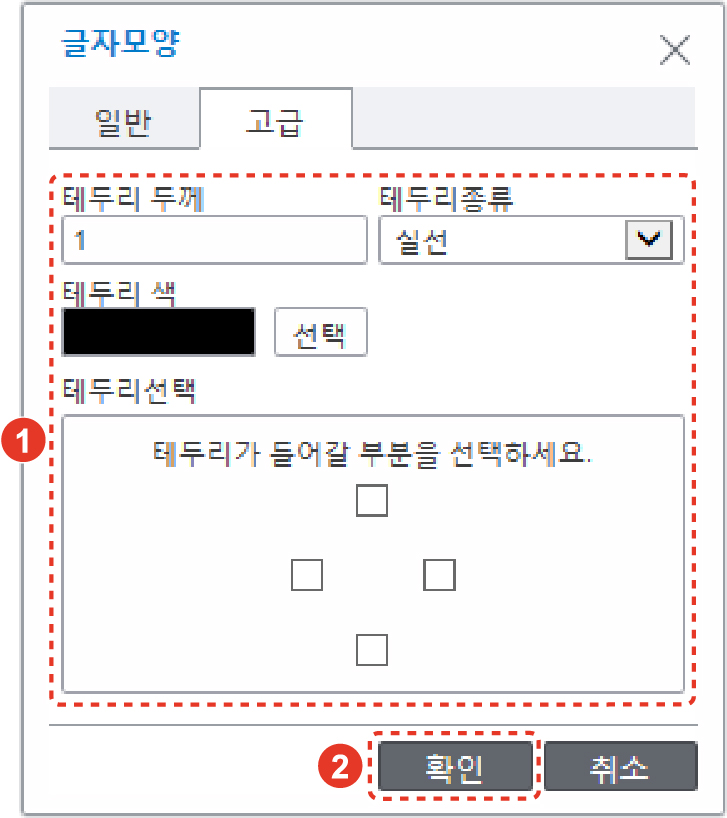 글자모양
일반 고급
테두리 두께 테두리종류
1 실선
테두리 색
선택
테두리선택
1
테두리가 들어갈 부분을 선택하세요.
2 확인 취소